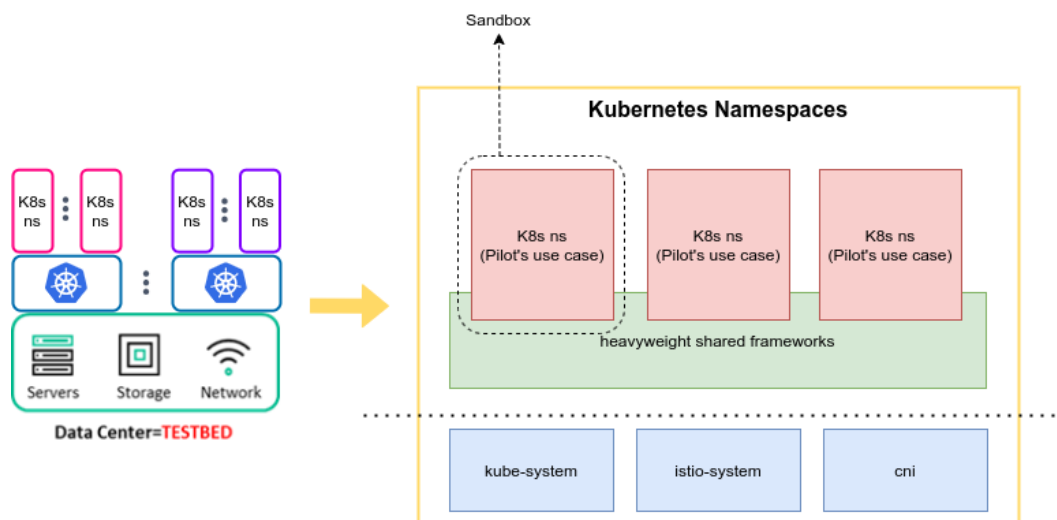 Sandbox
Kubernetes Namespaces
K8s
ns
K8s
ns
K8s
ns
K8s
ns
Servers
Storage
Network
Data Center=TESTBED
K8s ns
(Pilot's use case)
K8s ns
(Pilot's use case)
K8s ns
(Pilot's use case)
heavyweight shared frameworks
kube-system
istio-system
cni